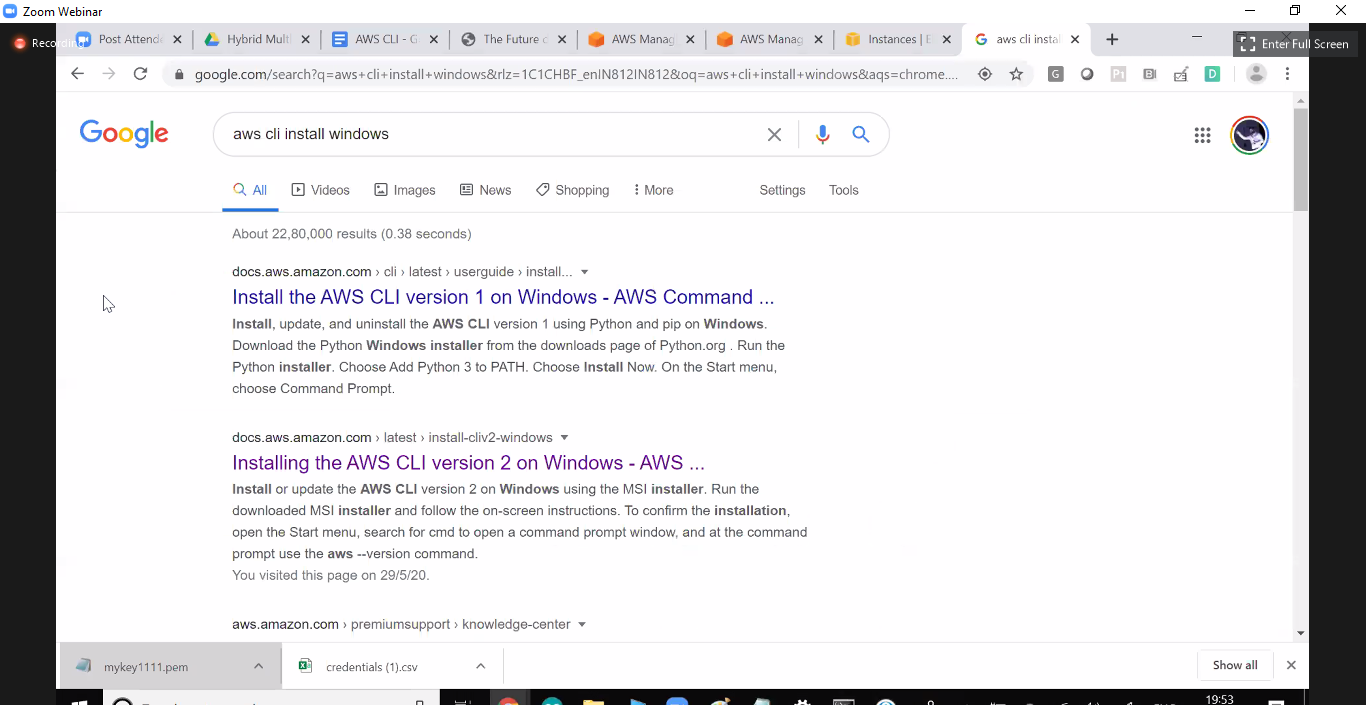 Zoom Webinar
Recording
Post Attend
Hybrid Multi
AWS CLI - G
The Future o
AWS Manag
AWS Manag
Instances | E
aws cli instal
Enter Full Screen
google.com/search?q=aws+cli+install+windows&rlz=1C1CHBF_enIN812IN812&oq=aws+cli+install+windows&aqs=chrome....
Google
aws cli install windows
All
Videos
Images
News
Shopping
More
Settings
Tools
About 22,80,000 results (0.38 seconds)
docs.aws.amazon.com › cli › latest › userguide › install...
Install the AWS CLI version 1 on Windows - AWS Command ...
Install, update, and uninstall the AWS CLI version 1 using Python and pip on Windows.
Download the Python Windows installer from the downloads page of Python.org . Run the
Python installer. Choose Add Python 3 to PATH. Choose Install Now. On the Start menu,
choose Command Prompt.
docs.aws.amazon.com › latest › install-cliv2-windows
Installing the AWS CLI version 2 on Windows - AWS ...
Install or update the AWS CLI version 2 on Windows using the MSI installer. Run the
downloaded MSI installer and follow the on-screen instructions. To confirm the installation,
open the Start menu, search for cmd to open a command prompt window, and at the command
prompt use the aws --version command.
You visited this page on 29/5/20.
aws.amazon.com › premiumsupport › knowledge-center
mykey1111.pem
credentials (1).csv
Show all
19:53